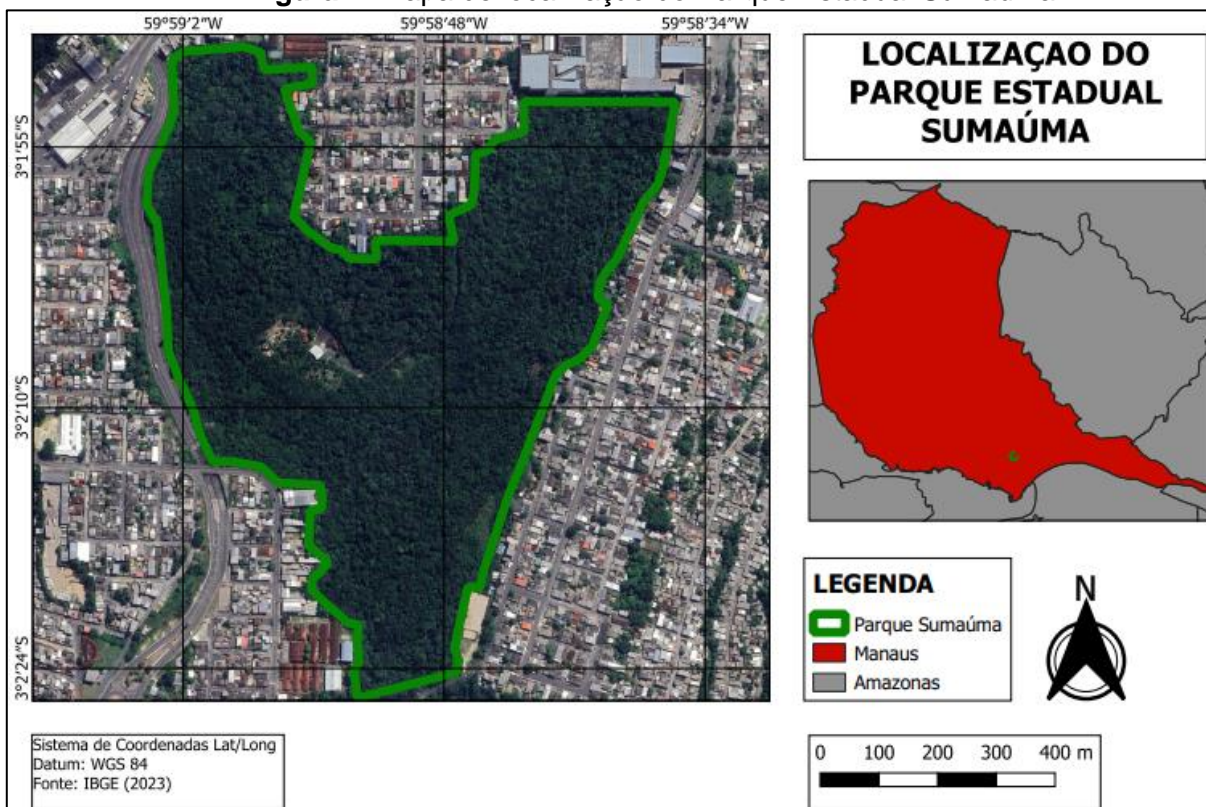 59°59′2″W 59°58′48″W 59°58′34″W
3°1′55″S
3°2′10″S
3°2′24″S
LOCALIZAÇAO DO
PARQUE ESTADUAL
SUMAÚMA
LEGENDA
Parque Sumaúma
Manaus
Amazonas
N
Sistema de Coordenadas Lat/Long
Datum: WGS 84
Fonte: IBGE (2023)
0 100 200 300 400 m